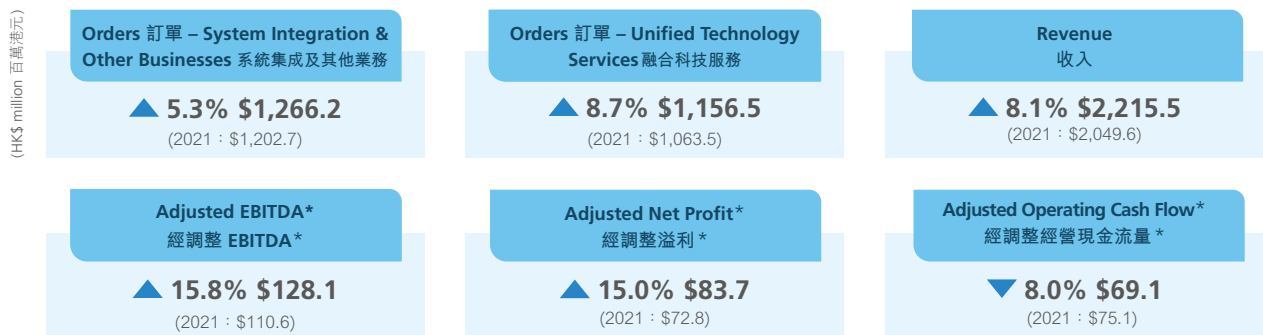 (HK$ million 百萬港元)
Orders 訂單 – System Integration &
Other Businesses 系統集成及其他業務
5.3% $1,266.2
(2021：$1,202.7)
Orders 訂單 – Unified Technology
Services 融合科技服務
8.7% $1,156.5
(2021：$1,063.5)
Revenue
收入
8.1% $2,215.5
(2021：$2,049.6)
Adjusted EBITDA*
經調整 EBITDA*
15.8% $128.1
(2021：$110.6)
Adjusted Net Profit*
經調整溢利*
15.0% $83.7
(2021：$72.8)
Adjusted Operating Cash Flow*
經調整經營現金流量*
8.0% $69.1
(2021：$75.1)